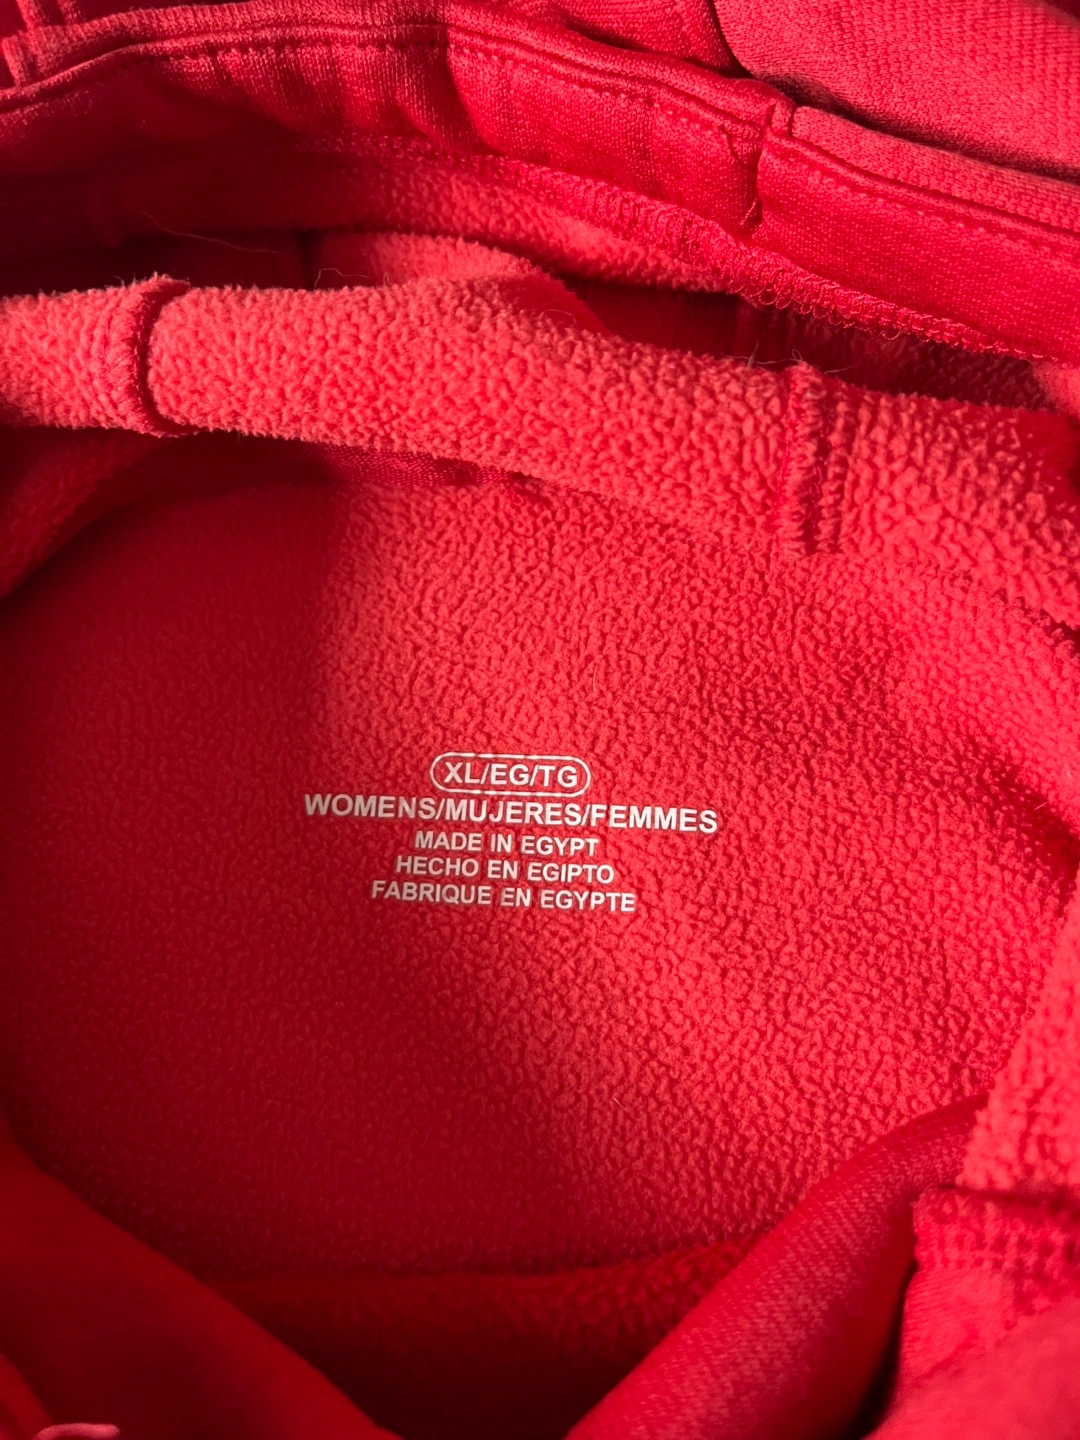 XL/EG/TG
WOMENS/MUJERES/FEMMES
MADE IN EGYPT
HECHO EN EGIPTO
FABRIQUE EN EGYPTE